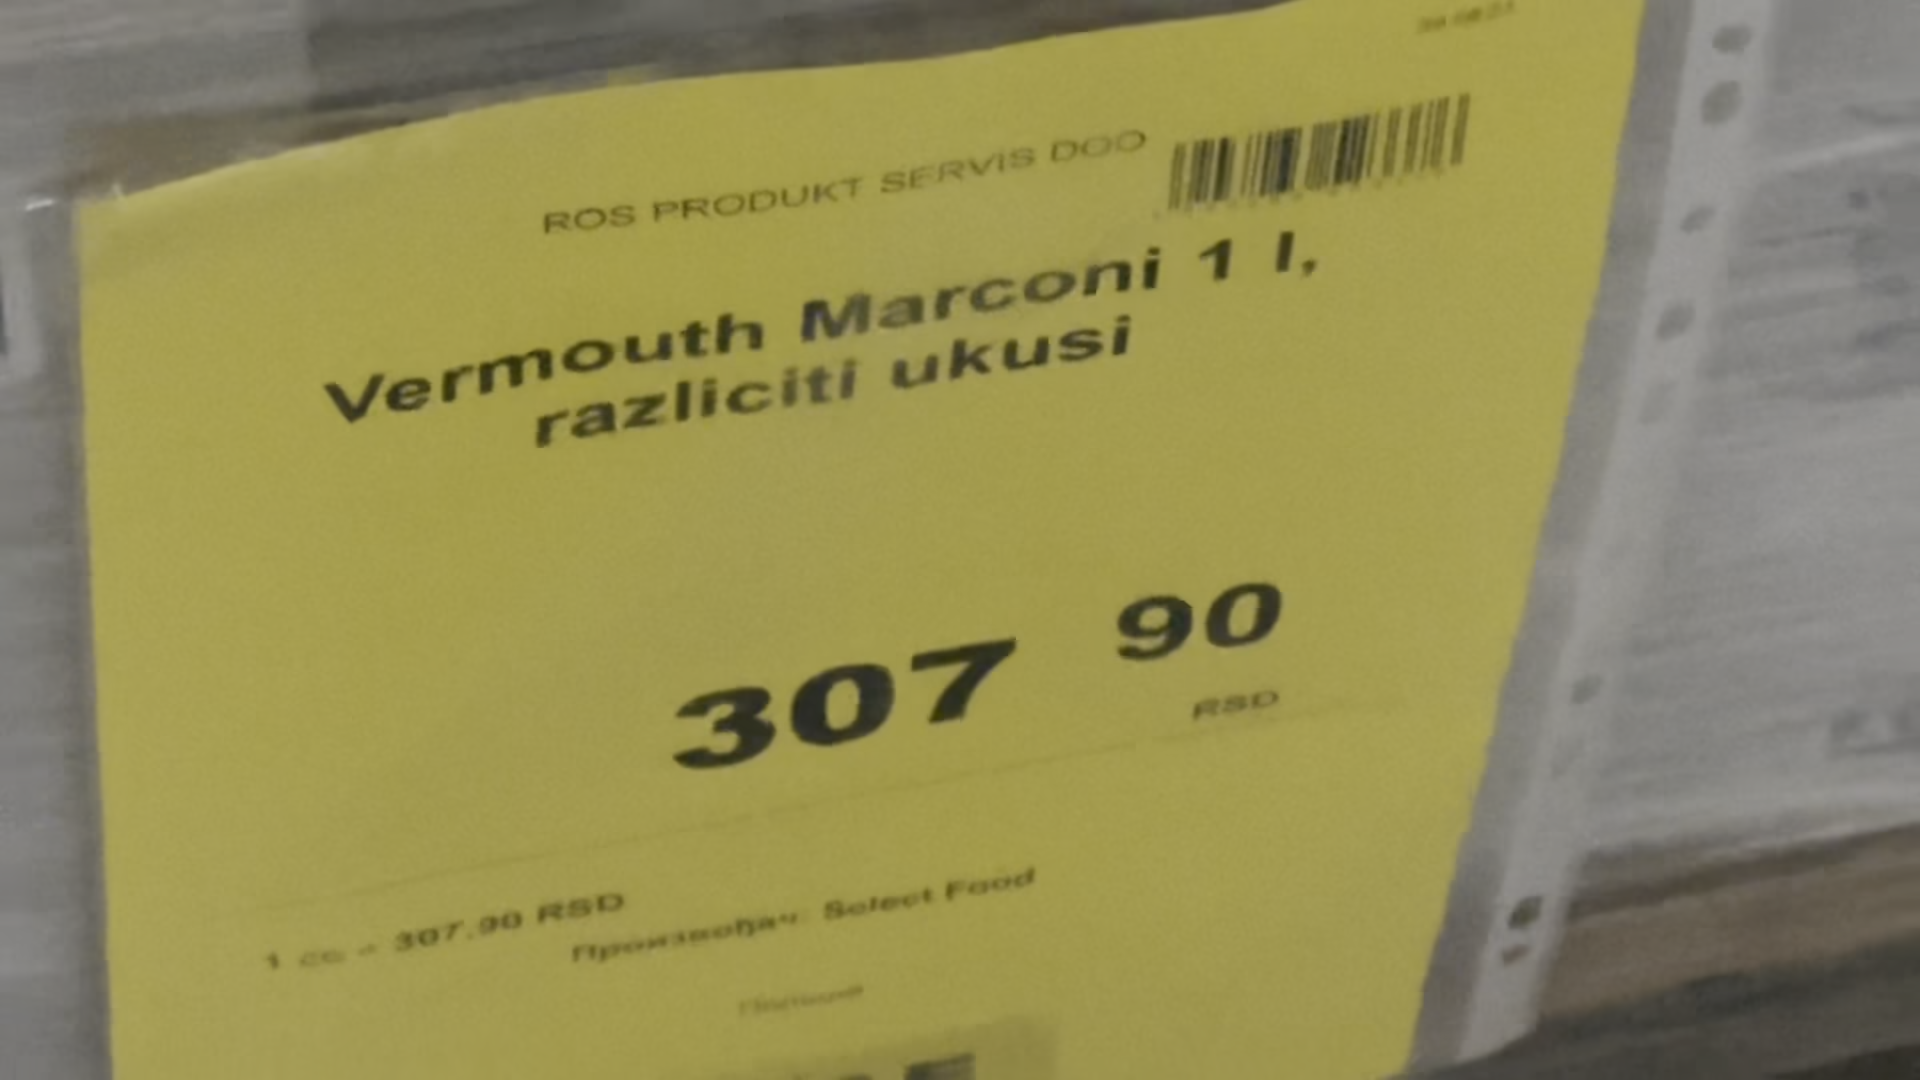 ROS PRODUKT SERVIS DOO
Vermouth Marconi 1 l,
razliciti ukusi
307 90
RSD
1 = 307.90 RSD
Произвођач: Select Food